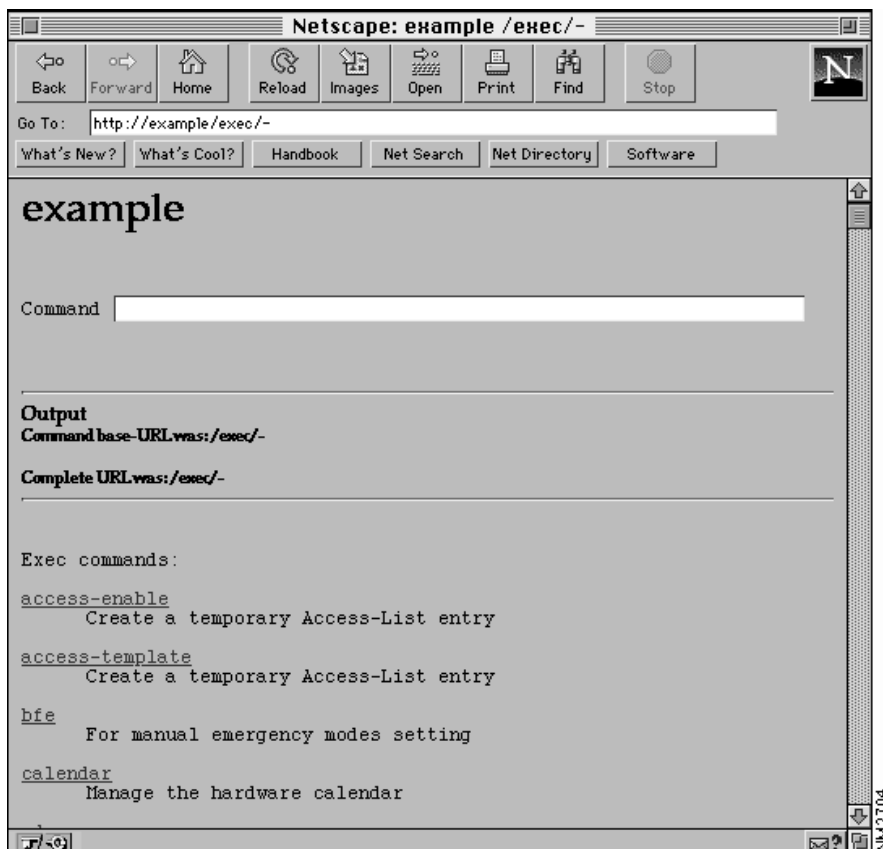 Netscape: example /exec/-
Back Forward Home Reload Images Open Print Find Stop
N
Go To: http://example/exec/-
What's New? What's Cool? Handbook Net Search Net Directory Software
example
Command
Output
Command base-URL was: /exec/-
Complete URL was: /exec/-
Exec commands:
access-enable
Create a temporary Access-List entry
access-template
Create a temporary Access-List entry
bfe
For manual emergency modes setting
calendar
Manage the hardware calendar